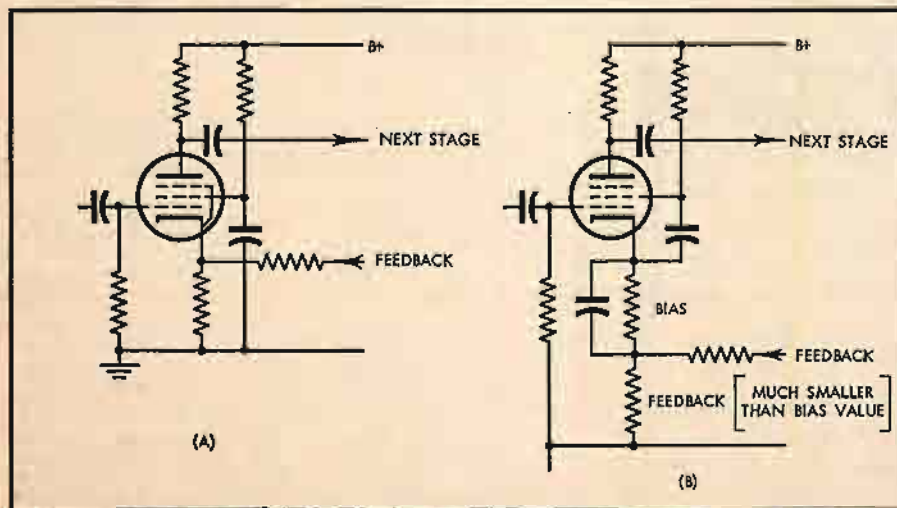 B+
NEXT STAGE
FEEDBACK
(A)
B+
NEXT STAGE
BIAS
FEEDBACK
FEEDBACK [MUCH SMALLER
THAN BIAS VALUE]
(B)